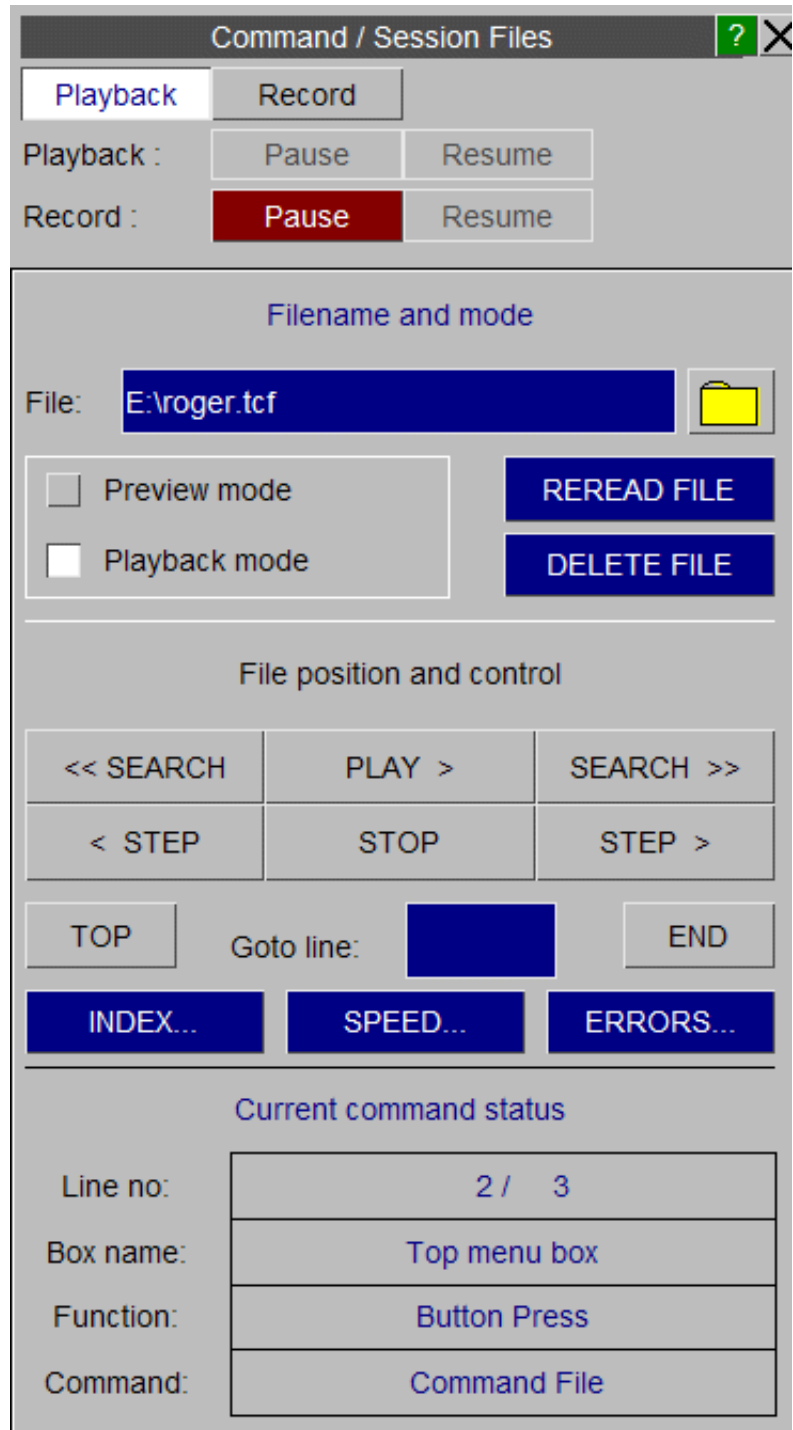 Command / Session Files ? X
Playback Record
Playback : Pause Resume
Record : Pause Resume
Filename and mode
File: E:\roger.tcf
Preview mode REREAD FILE
Playback mode DELETE FILE
File position and control
<< SEARCH PLAY > SEARCH >>
< STEP STOP STEP >
TOP Goto line: END
INDEX... SPEED... ERRORS...
Current command status
Line no: 2 / 3
Box name: Top menu box
Function: Button Press
Command: Command File